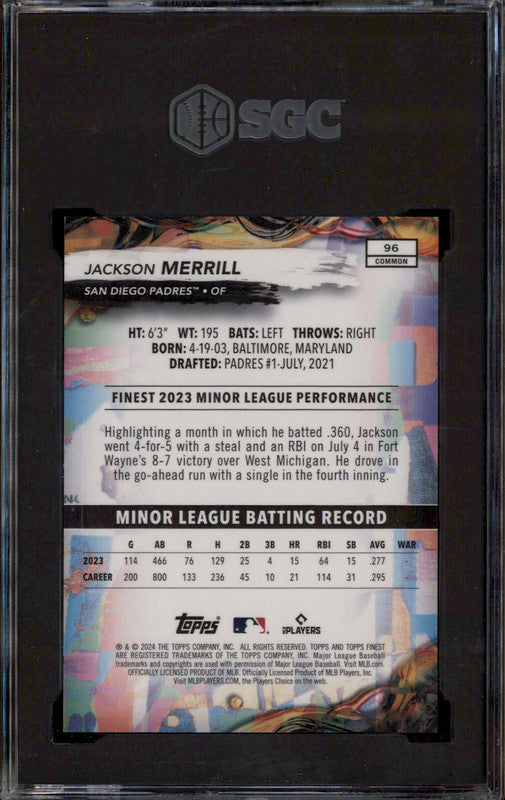 SGC
96
COMMON
JACKSON MERRILL
SAN DIEGO PADRES™ • OF
HT: 6'3" WT: 195 BATS: LEFT THROWS: RIGHT
BORN: 4-19-03, BALTIMORE, MARYLAND
DRAFTED: PADRES #1-JULY, 2021
FINEST 2023 MINOR LEAGUE PERFORMANCE
Highlighting a month in which he batted .360, Jackson
went 4-for-5 with a steal and an RBI on July 4 in Fort
Wayne's 8-7 victory over West Michigan. He drove in
the go-ahead run with a single in the fourth inning.
MINOR LEAGUE BATTING RECORD
G AB R H 2B 3B HR RBI SB AVG WAR
2023 114 466 76 129 25 4 15 64 15 .277
CAREER 200 800 133 236 45 10 21 114 31 .295
Topps PLAYERS
® & © 2024 THE TOPPS COMPANY, INC. ALL RIGHTS RESERVED. TOPPS AND TOPPS FINEST
ARE REGISTERED TRADEMARKS OF THE TOPPS COMPANY, INC. Major League Baseball
trademarks and copyrights are used with permission of Major League Baseball. Visit MLB.com.
OFFICIALLY LICENSED PRODUCT OF MLB. Officially Licensed Product of MLB Players, Inc.
Visit MLBPLAYERS.COM, the Players Choice on the web.